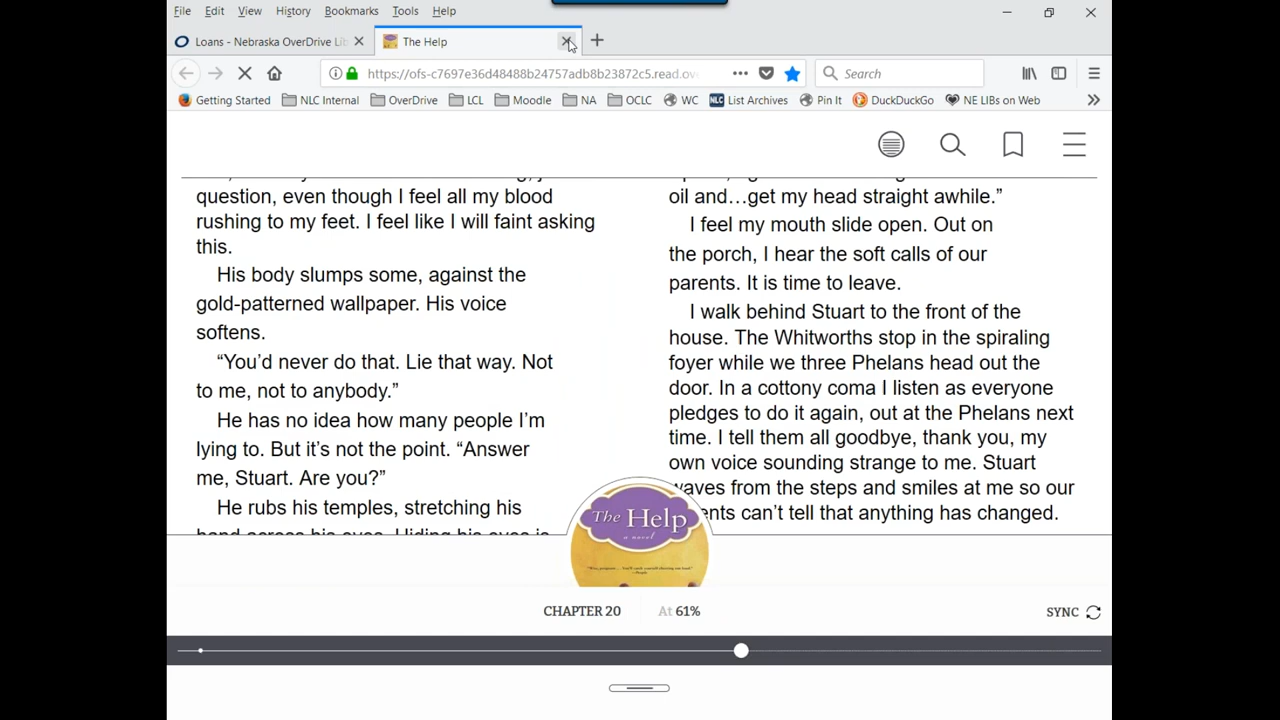 File Edit View History Bookmarks Tools Help
Loans - Nebraska OverDrive Lib
The Help
https://ofs-c7697e36d48488b24757adb8b23872c5.read.ov
Search
Getting Started NLC Internal OverDrive LCL Moodle NA OCLC WC NLC List Archives Pin It DuckDuckGo NE LIBs on Web
question, even though I feel all my blood
rushing to my feet. I feel like I will faint asking
this.
His body slumps some, against the
gold-patterned wallpaper. His voice
softens.
“You’d never do that. Lie that way. Not
to me, not to anybody.”
He has no idea how many people I’m
lying to. But it’s not the point. “Answer
me, Stuart. Are you?”
He rubs his temples, stretching his
hand across his eyes. Hiding his eyes is
oil and…get my head straight awhile.”
I feel my mouth slide open. Out on
the porch, I hear the soft calls of our
parents. It is time to leave.
I walk behind Stuart to the front of the
house. The Whitworths stop in the spiraling
foyer while we three Phelans head out the
door. In a cottony coma I listen as everyone
pledges to do it again, out at the Phelans next
time. I tell them all goodbye, thank you, my
own voice sounding strange to me. Stuart
waves from the steps and smiles at me so our
ents can’t tell that anything has changed.
The Help
a novel
CHAPTER 20 At 61%
SYNC